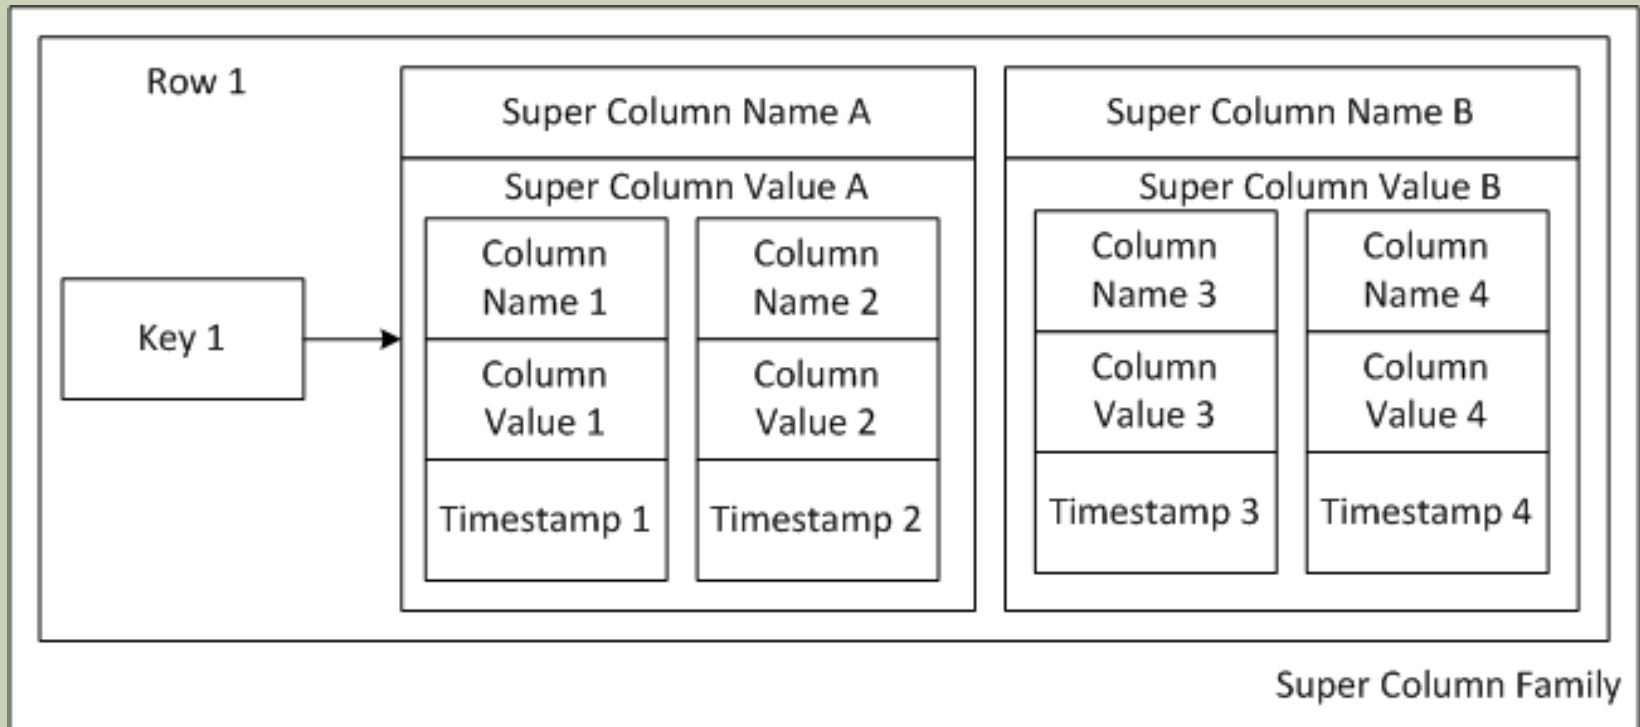 Row 1
Key 1
Super Column Name A
Super Column Value A
Column
Name 1
Column
Value 1
Timestamp 1
Column
Name 2
Column
Value 2
Timestamp 2
Super Column Name B
Super Column Value B
Column
Name 3
Column
Value 3
Timestamp 3
Column
Name 4
Column
Value 4
Timestamp 4
Super Column Family